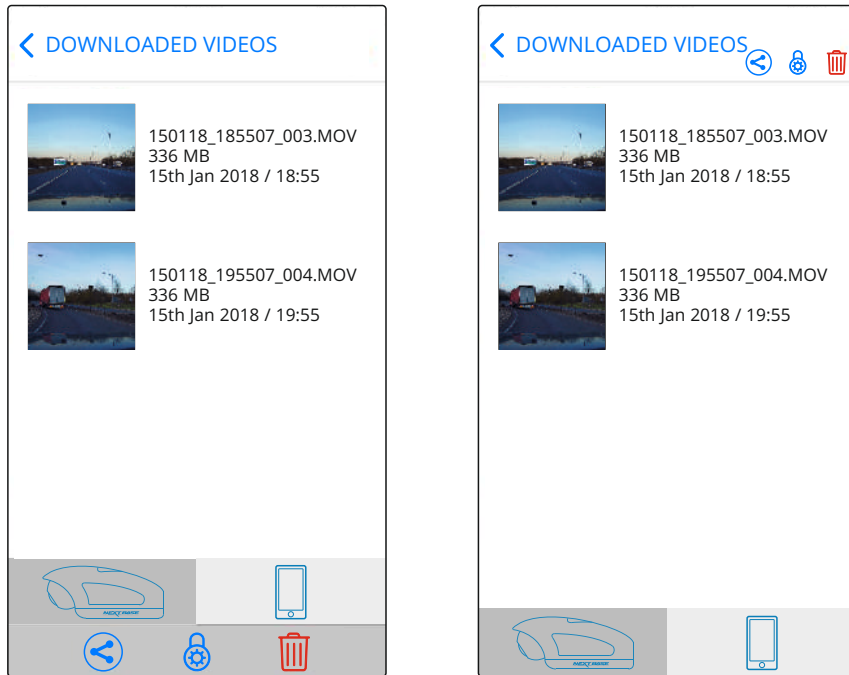 DOWNLOADED VIDEOS
150118_185507_003.MOV
336 MB
15th Jan 2018 / 18:55
150118_195507_004.MOV
336 MB
15th Jan 2018 / 19:55
DOWNLOADED VIDEOS
150118_185507_003.MOV
336 MB
15th Jan 2018 / 18:55
150118_195507_004.MOV
336 MB
15th Jan 2018 / 19:55